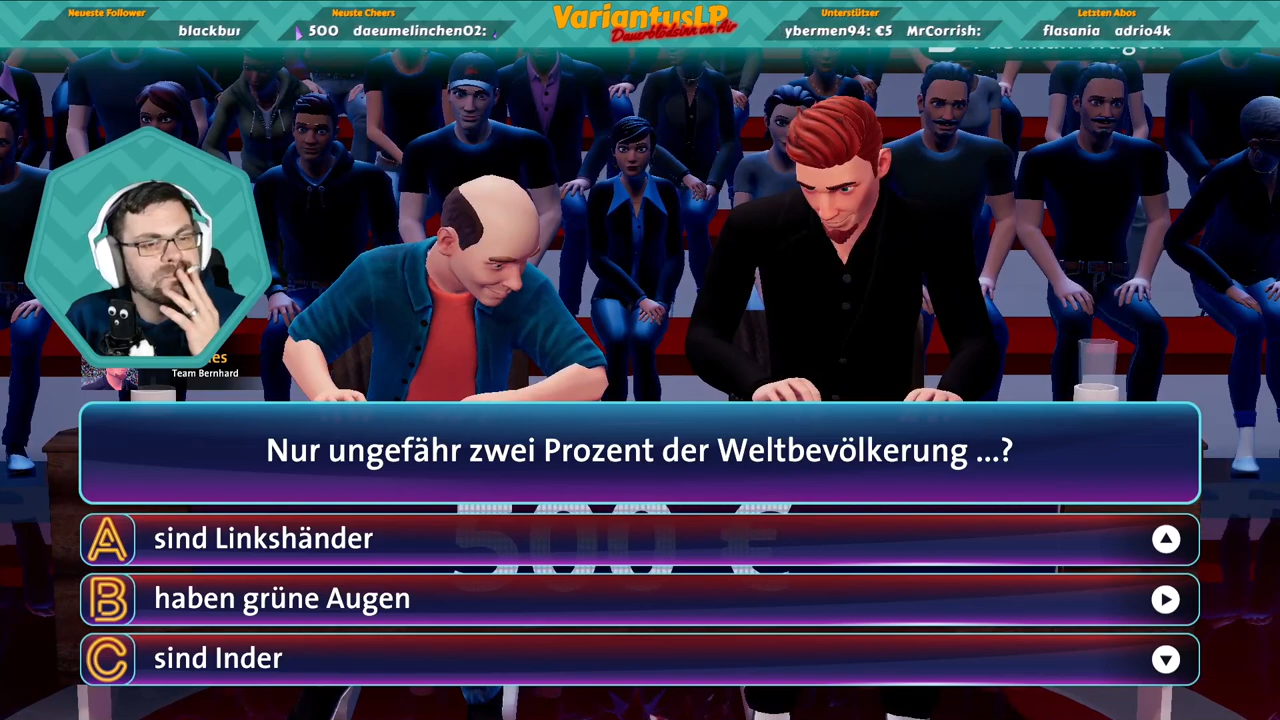 Neueste Follower
Neuste Cheers
VariantusLP
Dauerblödsinn on Air
Unterstützer
Letzten Abos
blackbur
500 daeumelinchen02:
ybermen94: €5 MrCorrish:
flasania adrio4k
Team Bernhard
Nur ungefähr zwei Prozent der Weltbevölkerung ...?
500 €
A sind Linkshänder
B haben grüne Augen
C sind Inder